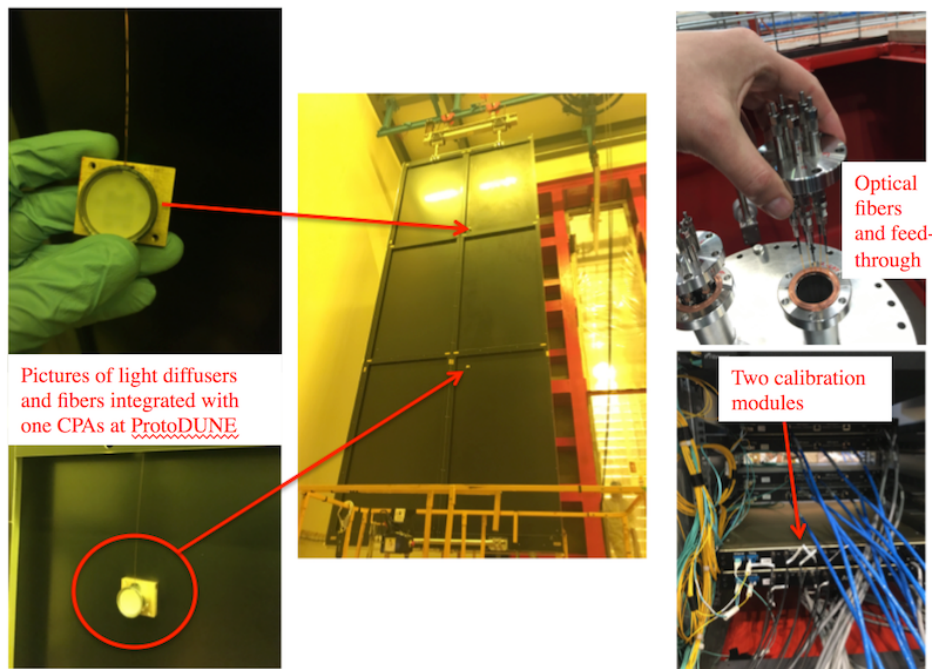 Optical
fibers
and feed-
through
Pictures of light diffusers
and fibers integrated with
one CPAs at ProtoDUNE
Two calibration
modules